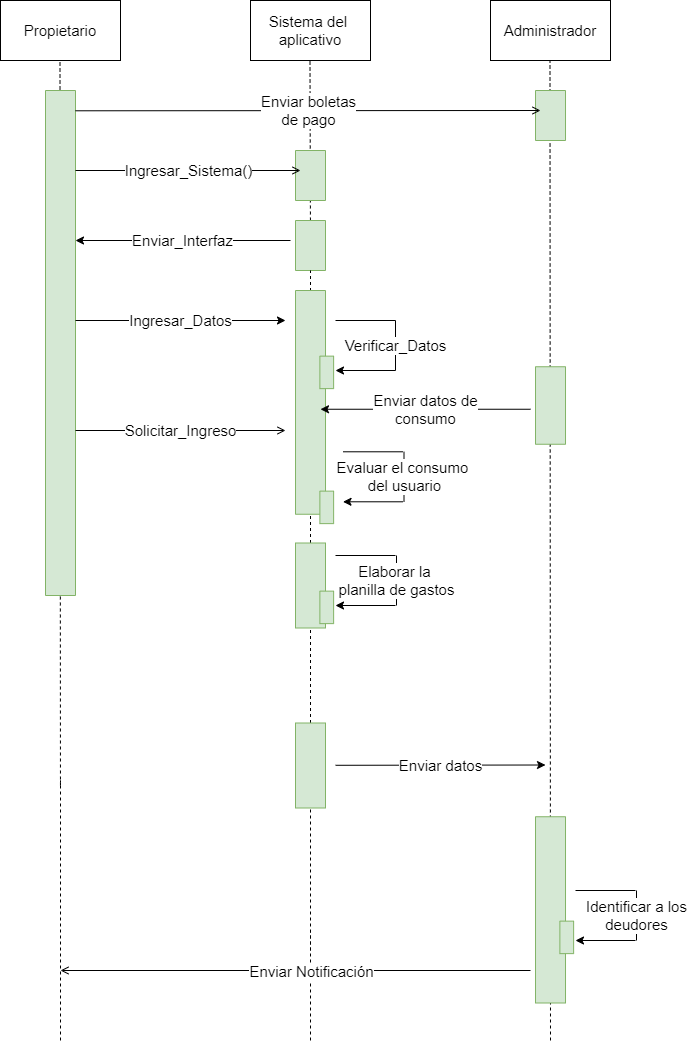 Propietario
Sistema del
aplicativo
Administrador
Enviar boletas
de pago
Ingresar_Sistema()
Enviar_Interfaz
Ingresar_Datos
Verificar_Datos
Enviar datos de
consumo
Solicitar_Ingreso
Evaluar el consumo
del usuario
Elaborar la
planilla de gastos
Enviar datos
Identificar a los
deudores
Enviar Notificación